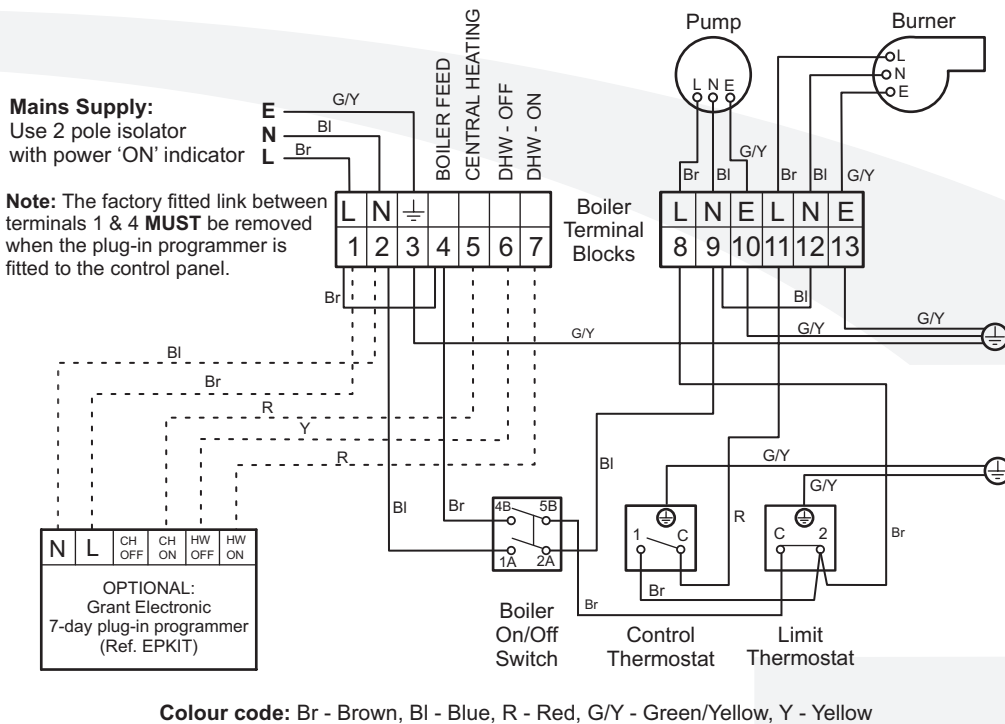 Pump
Burner
L
N
E
L N E
Mains Supply:
Use 2 pole isolator
with power ‘ON’ indicator
E
N
L
G/Y
Bl
Br
BOILER FEED
CENTRAL HEATING
DHW - OFF
DHW - ON
Br
Bl
G/Y
Br
Bl
G/Y
Note: The factory fitted link between
terminals 1 & 4 MUST be removed
when the plug-in programmer is
fitted to the control panel.
L N
1 2 3 4 5 6 7
Boiler
Terminal
Blocks
L N E L N E
8 9 10 11 12 13
Br
Bl
G/Y
G/Y
G/Y
Bl
Br
R
Y
R
Bl
Br
Bl
R
G/Y
G/Y
Br
4B 5B
1A 2A
1 C
C 2
Br
Br
N L CH OFF CH ON HW OFF HW ON
OPTIONAL:
Grant Electronic
7-day plug-in programmer
(Ref. EPKIT)
Boiler
On/Off
Switch
Control
Thermostat
Limit
Thermostat
Colour code: Br - Brown, Bl - Blue, R - Red, G/Y - Green/Yellow, Y - Yellow